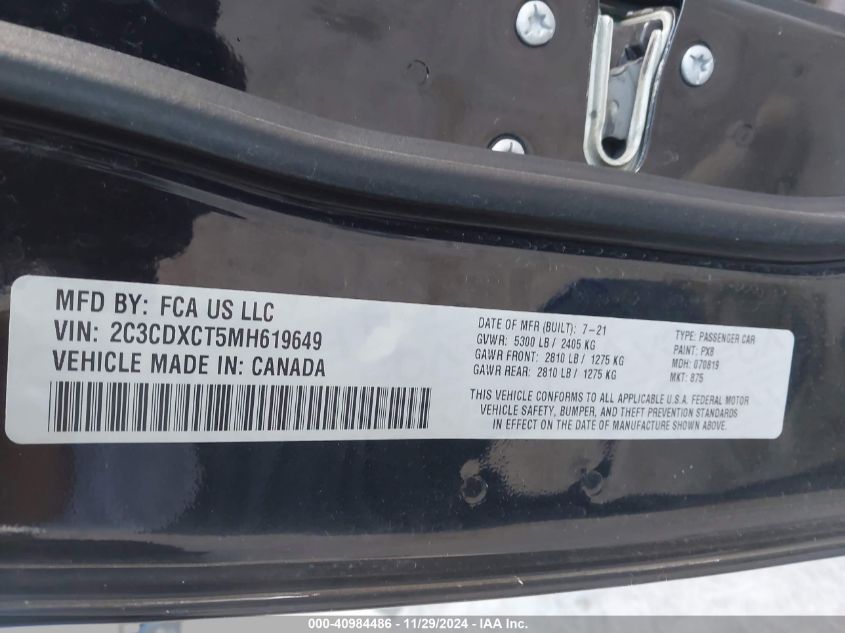 MFD BY: FCA US LLC
VIN: 2C3CDXCT5MH619649
VEHICLE MADE IN: CANADA
DATE OF MFR (BUILT): 7-21
GVWR: 5300 LB / 2405 KG
GAWR FRONT: 2810 LB / 1275 KG
GAWR REAR: 2810 LB / 1275 KG
TYPE: PASSENGER CAR
PAINT: PX8
MDH: 070819
MKT: 875
THIS VEHICLE CONFORMS TO ALL APPLICABLE U.S.A. FEDERAL MOTOR
VEHICLE SAFETY, BUMPER, AND THEFT PREVENTION STANDARDS
IN EFFECT ON THE DATE OF MANUFACTURE SHOWN ABOVE.
000-40984486 - 11/29/2024 - IAA Inc.